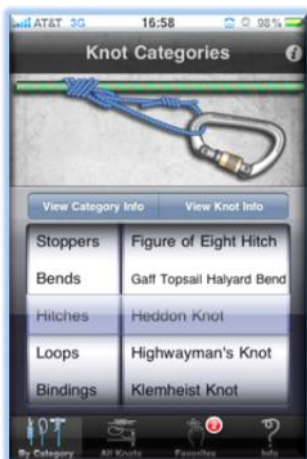 AT&T 3G 16:58 98%
Knot Categories
View Category Info View Knot Info
Stoppers Figure of Eight Hitch
Bends Gaff Topsail Halyard Bend
Hitches Heddon Knot
Loops Highwayman's Knot
Bindings Klemheist Knot
2
By Category All Knots Favorites Info